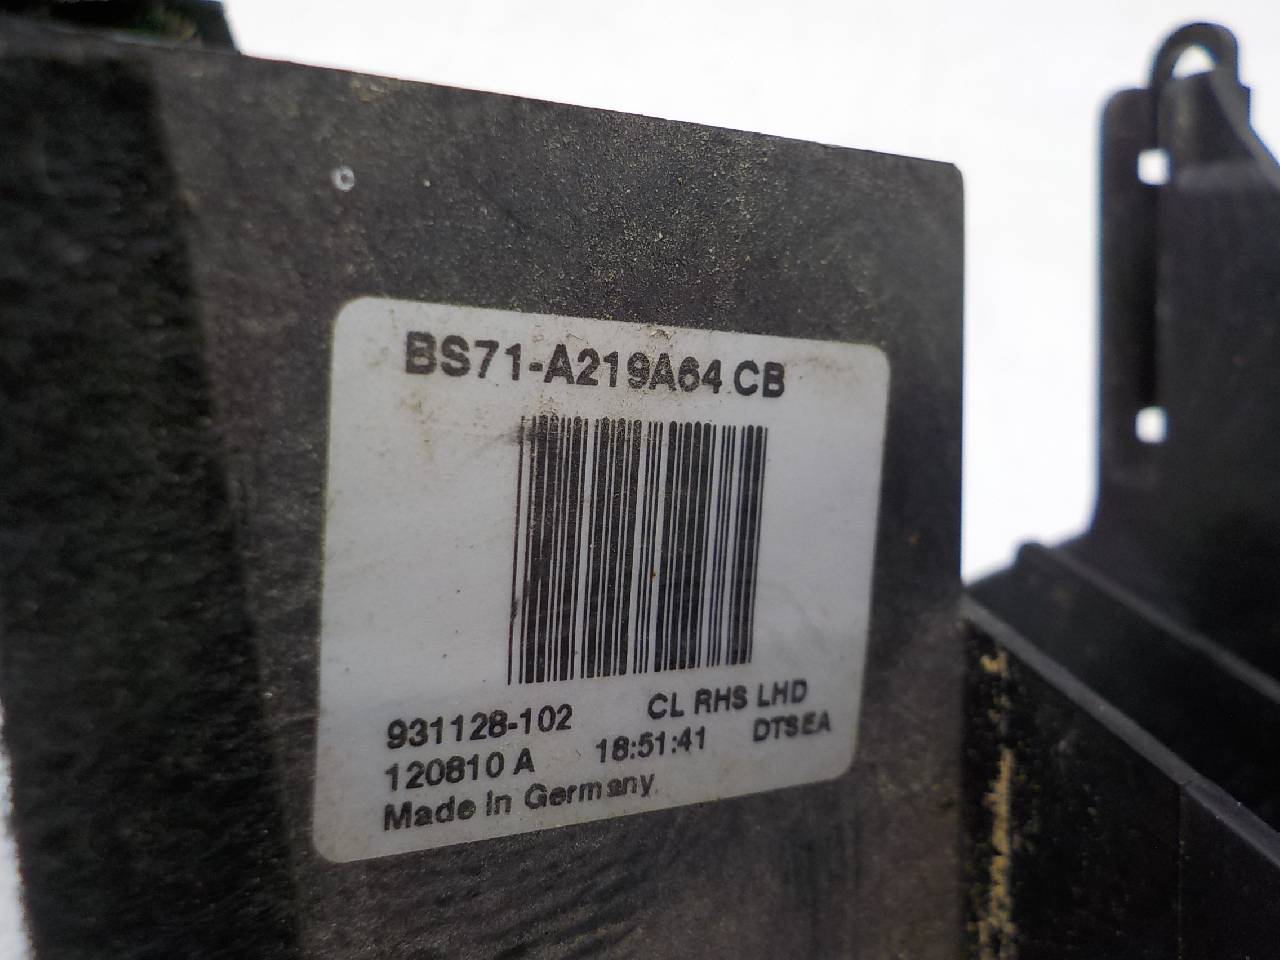 BS71-A219A64 CB
931128-102 CL RHS LHD
120810 A 18:51:41 DTSEA
Made in Germany